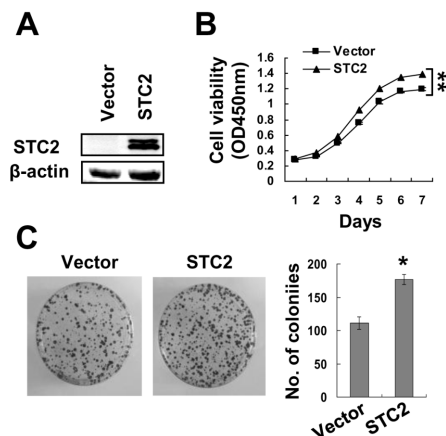 A
Vector
STC2
STC2
β-actin
B
Vector
STC2
Cell viability
(OD450nm)
1.6
1.4
1.2
1
0.8
0.6
0.4
0.2
0
1 2 3 4 5 6 7
Days
**
C
Vector
STC2
No. of coloniies
200
150
100
50
0
*
Vector
STC2